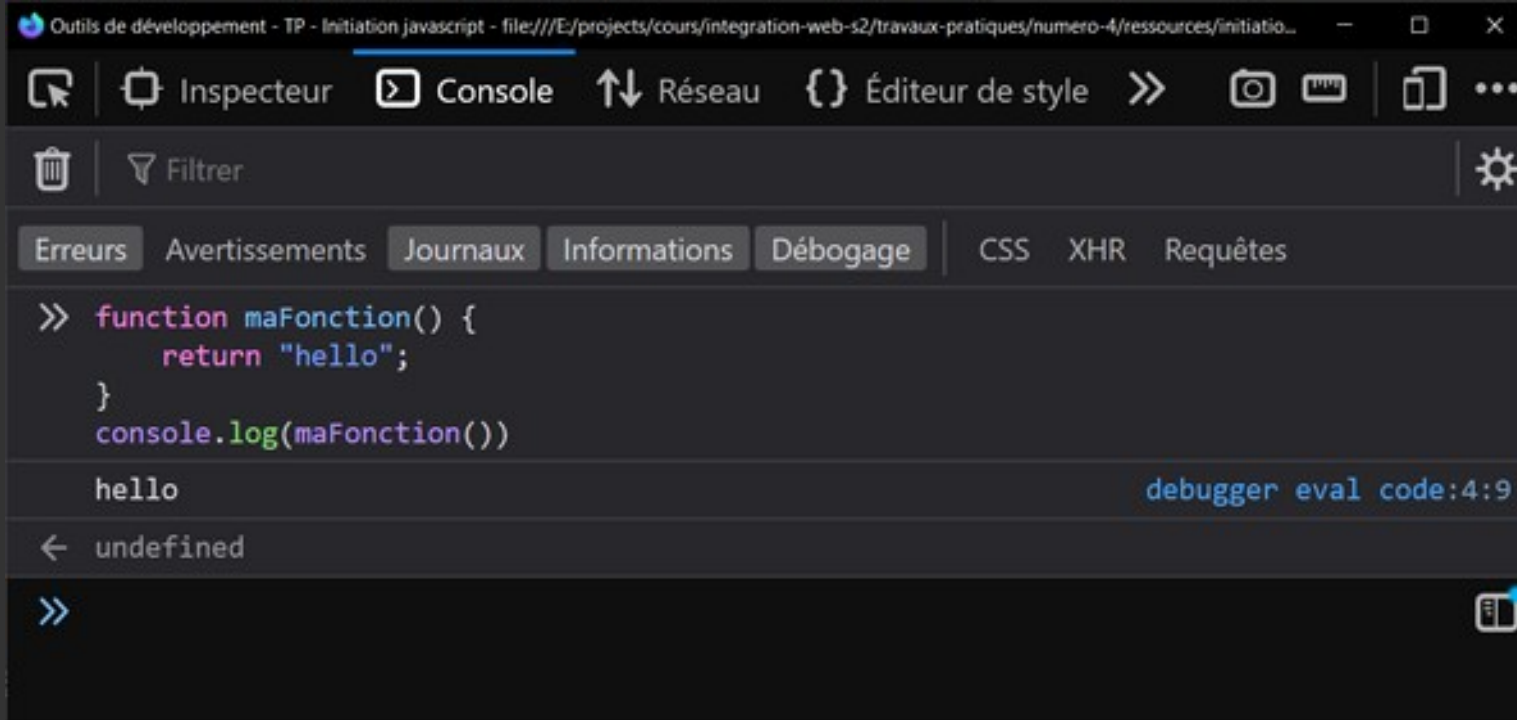 Outils de développement - TP - Initiation javascript - file:///E:/projects/cours/integration-web-s2/travaux-pratiques/numero-4/ressources/initiatio...
Inspecteur Console Réseau Éditeur de style
Filtrer
Erreurs Avertissements Journaux Informations Débogage CSS XHR Requêtes
function maFonction() {
    return "hello";
}
console.log(maFonction())
hello debugger eval code:4:9
undefined